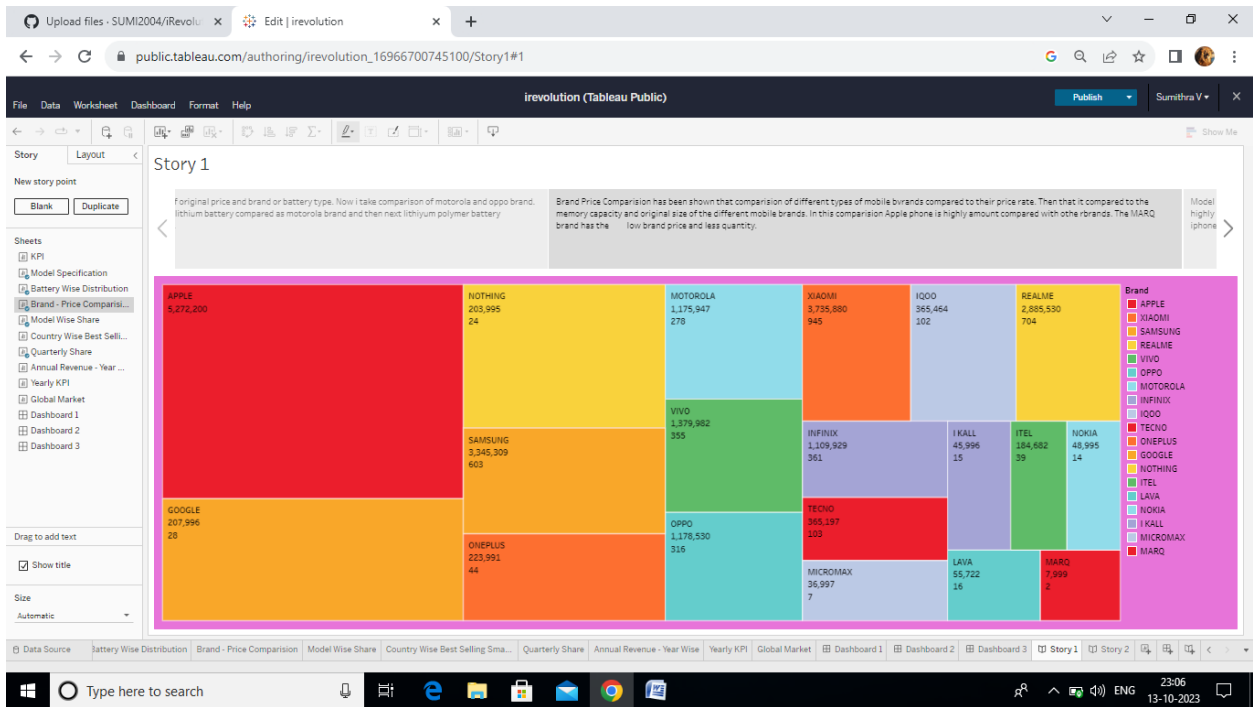 Upload files · SUMI2004/iRevolu
Edit | irevolution
public.tableau.com/authoring/irevolution_16966700745100/Story1#1
File Data Worksheet Dashboard Format Help
irevolution (Tableau Public)
Publish
Sumithra V
Show Me
Story Layout
New story point
Blank Duplicate
Sheets
KPI
Model Specification
Battery Wise Distribution
Brand - Price Comparisi...
Model Wise Share
Country Wise Best Selli...
Quarterly Share
Annual Revenue - Year ...
Yearly KPI
Global Market
Dashboard 1
Dashboard 2
Dashboard 3
Drag to add text
Show title
Size
Automatic
Story 1
f original price and brand or battery type. Now i take comparison of motorola and oppo brand.
lithium battery compared as motorola brand and then next lithiyum polymer battery
Brand Price Comparision has been shown that comparision of different types of mobile bvrands compared to their price rate. Then that it compared to the
memory capacity and original size of the different mobile brands. In this comparision Apple phone is highly amount compared with othe rbrands. The MARQ
brand has the low brand price and less quantity.
Model
highly
iphone
APPLE
5,272,200
GOOGLE
207,996
28
NOTHING
203,995
24
SAMSUNG
3,345,309
603
ONEPLUS
223,991
44
MOTOROLA
1,175,947
278
VIVO
1,379,982
355
OPPO
1,178,530
316
XIAOMI
3,735,880
945
IQOO
365,464
102
REALME
2,885,530
704
INFINIX
1,109,929
361
TECNO
365,197
103
MICROMAX
36,997
7
I KALL
45,996
15
ITEL
184,682
39
NOKIA
48,995
14
LAVA
55,722
16
MARQ
7,999
2
Brand
APPLE
XIAOMI
SAMSUNG
REALME
VIVO
OPPO
MOTOROLA
INFINIX
IQOO
TECNO
ONEPLUS
GOOGLE
NOTHING
ITEL
LAVA
NOKIA
I KALL
MICROMAX
MARQ
Data Source
Battery Wise Distribution
Brand - Price Comparision
Model Wise Share
Country Wise Best Selling Sma...
Quarterly Share
Annual Revenue - Year Wise
Yearly KPI
Global Market
Dashboard 1
Dashboard 2
Dashboard 3
Story 1
Story 2
Type here to search
ENG
23:06
13-10-2023